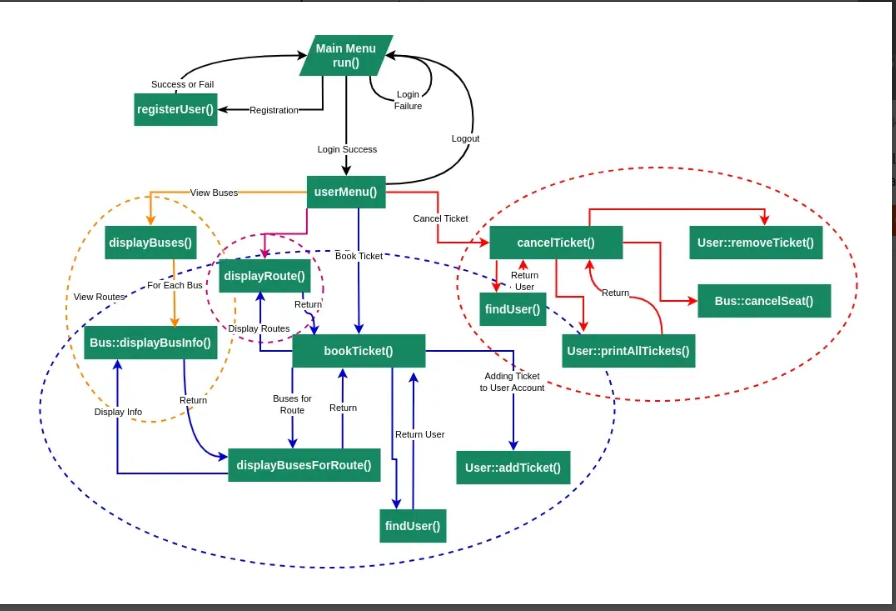 Main Menu
run()
Success or Fail
registerUser()
Registration
Login
Failure
Logout
Login Success
View Buses
userMenu()
Cancel Ticket
displayBuses()
cancelTicket()
User::removeTicket()
Book Ticket
displayRoute()
Return
User
For Each Bus
View Routes
Return
Return
findUser()
Bus::cancelSeat()
Display Routes
Bus::displayBusInfo()
bookTicket()
User::printAllTickets()
Adding Ticket
to User Account
Display Info
Return
Buses for
Route
Return
Return User
displayBusesForRoute()
User::addTicket()
findUser()